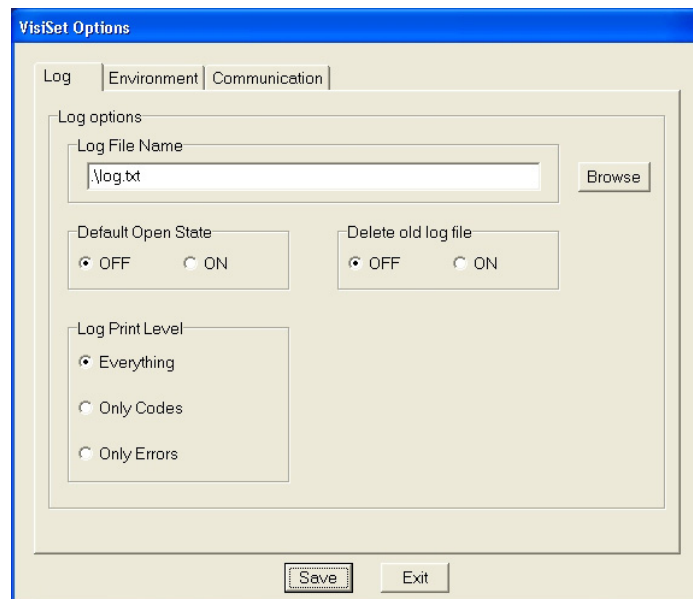 VisiSet Options
Log Environment Communication
Log options
Log File Name
.\log.txt
Browse
Default Open State Delete old log file
OFF ON OFF ON
Log Print Level
Everything
Only Codes
Only Errors
Save Exit